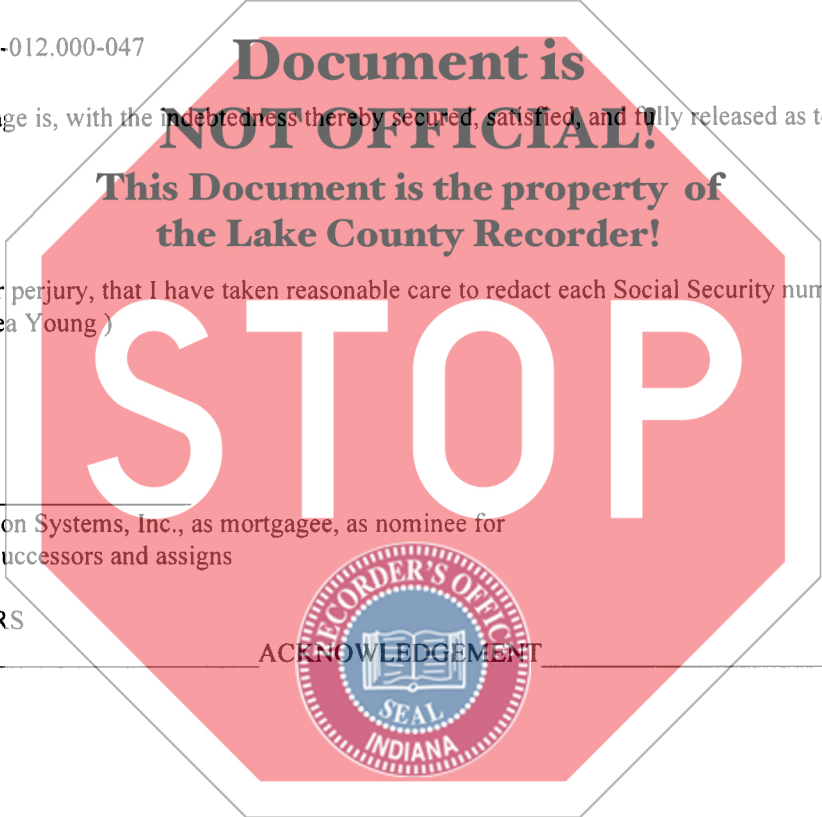 -012.000-047
Document is
ge is, with the indebtedness thereby secured, satisfied, and fully released as t
NOT OFFICIAL!
This Document is the property of
the Lake County Recorder!
perjury, that I have taken reasonable care to redact each Social Security num
ea Young )
STOP
on Systems, Inc., as mortgagee, as nominee for
uccessors and assigns
RS
RECORDER'S OFFICE
ACKNOWLEDGEMENT
SEAL
INDIANA